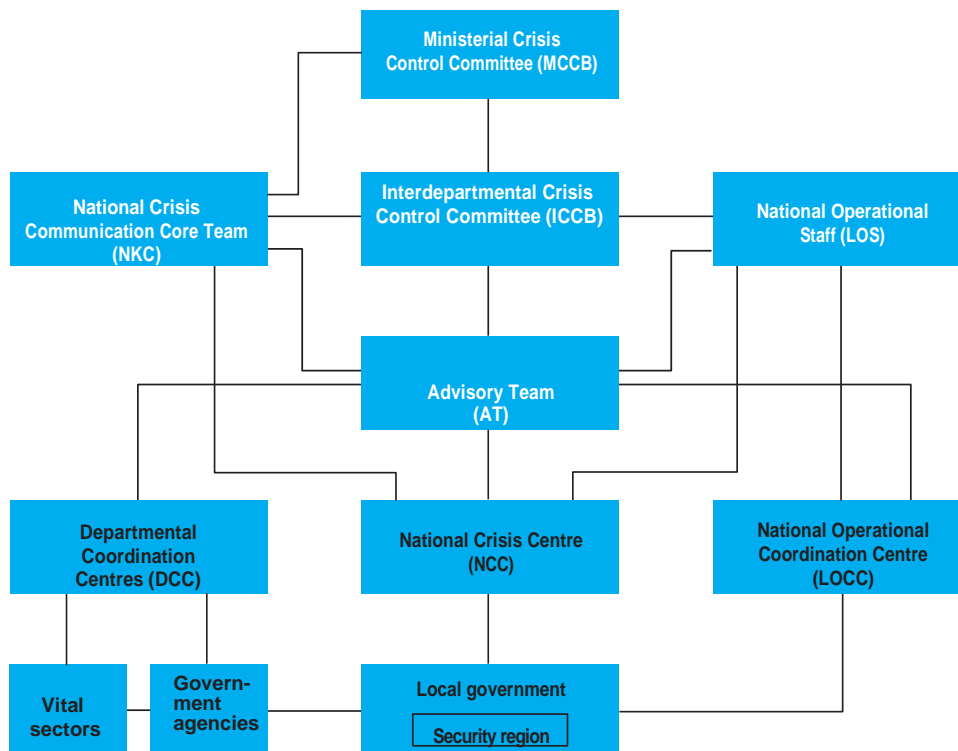 Ministerial Crisis
Control Committee (MCCB)
National Crisis
Communication Core Team
(NKC)
Interdepartmental Crisis
Control Committee (ICCB)
National Operational
Staff (LOS)
Advisory Team
(AT)
Departmental
Coordination
Centres (DCC)
National Crisis Centre
(NCC)
National Operational
Coordination Centre
(LOCC)
Vital
sectors
Govern-
ment
agencies
Local government
Security region